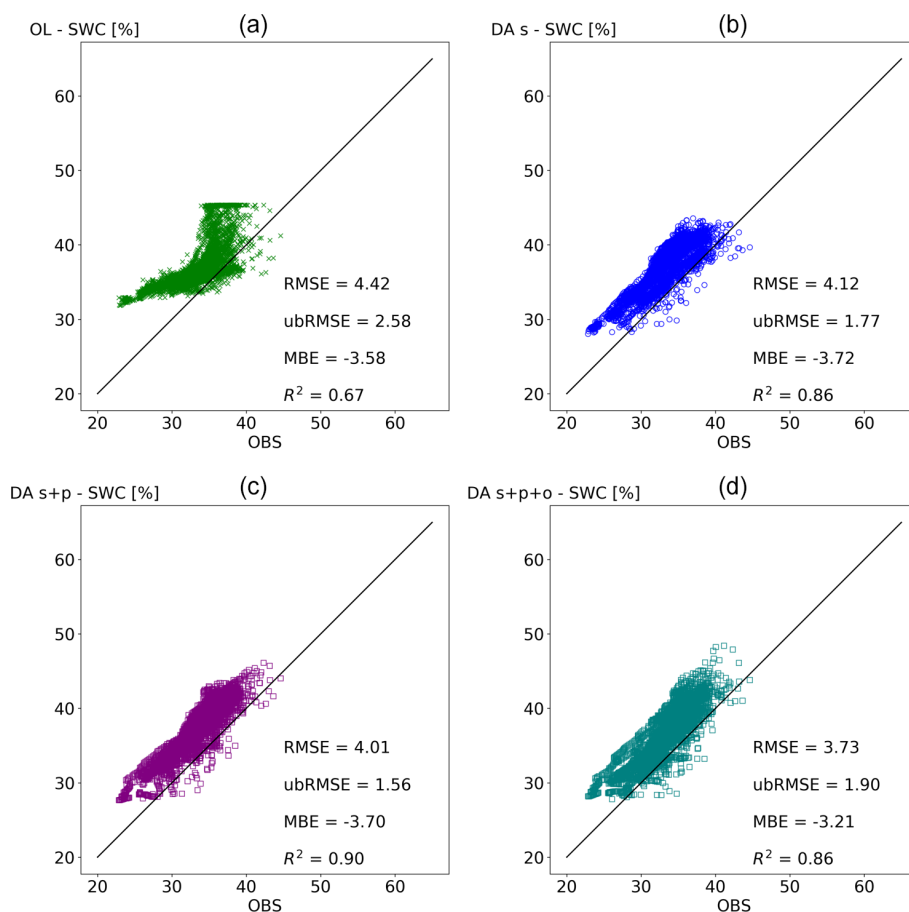 OL - SWC [%] (a)
60
50
40
30
20
20 30 40 50 60
OBS
RMSE = 4.42
ubRMSE = 2.58
MBE = -3.58
R² = 0.67
DA s - SWC [%] (b)
60
50
40
30
20
20 30 40 50 60
OBS
RMSE = 4.12
ubRMSE = 1.77
MBE = -3.72
R² = 0.86
DA s+p - SWC [%] (c)
60
50
40
30
20
20 30 40 50 60
OBS
RMSE = 4.01
ubRMSE = 1.56
MBE = -3.70
R² = 0.90
DA s+p+o - SWC [%] (d)
60
50
40
30
20
20 30 40 50 60
OBS
RMSE = 3.73
ubRMSE = 1.90
MBE = -3.21
R² = 0.86